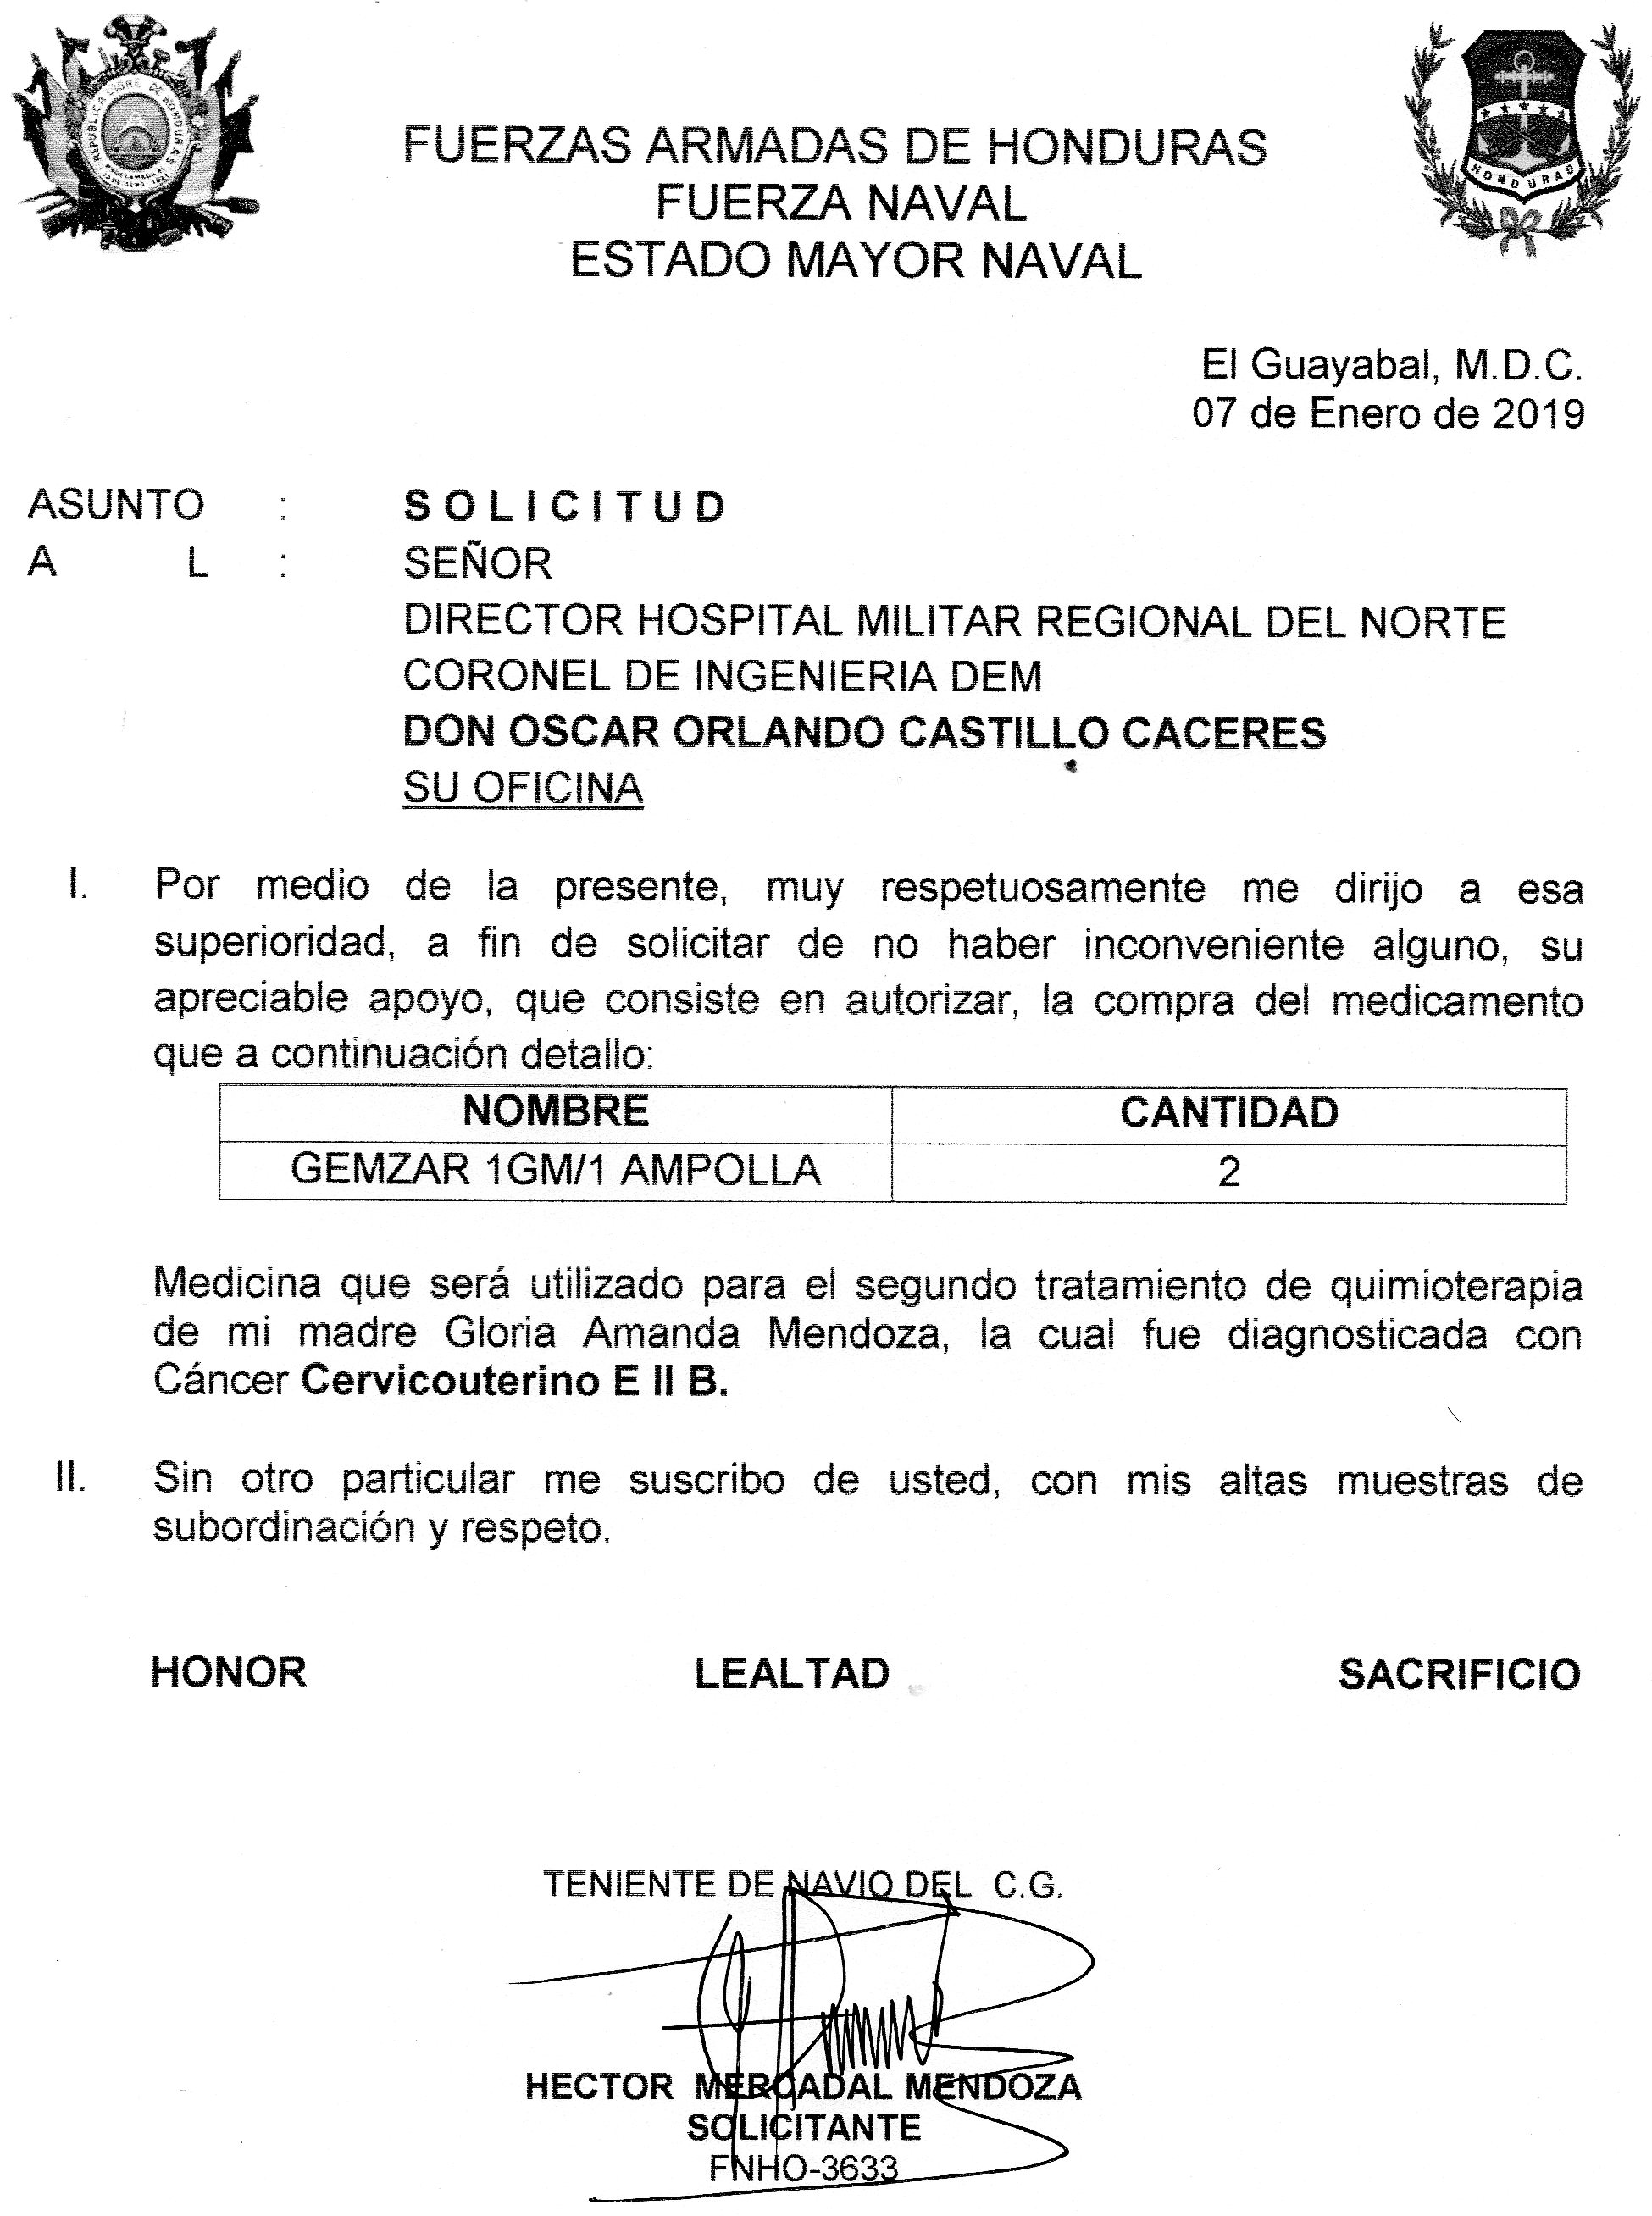 FUERZAS ARMADAS DE HONDURAS
FUERZA NAVAL
ESTADO MAYOR NAVAL
REPUBLICA LIBRE DE HONDURAS
HONDURAS
El Guayabal, M.D.C.
07 de Enero de 2019
ASUNTO : SOLICITUD
A L : SEÑOR
DIRECTOR HOSPITAL MILITAR REGIONAL DEL NORTE
CORONEL DE INGENIERIA DEM
DON OSCAR ORLANDO CASTILLO CACERES
SU OFICINA
I. Por medio de la presente, muy respetuosamente me dirijo a esa
superioridad, a fin de solicitar de no haber inconveniente alguno, su
apreciable apoyo, que consiste en autorizar, la compra del medicamento
que a continuación detallo:
NOMBRE CANTIDAD
GEMZAR 1GM/1 AMPOLLA 2
Medicina que será utilizado para el segundo tratamiento de quimioterapia
de mi madre Gloria Amanda Mendoza, la cual fue diagnosticada con
Cáncer Cervicouterino E II B.
II. Sin otro particular me suscribo de usted, con mis altas muestras de
subordinación y respeto.
HONOR LEALTAD SACRIFICIO
TENIENTE DE NAVIO DEL C.G.
HECTOR MERCADAL MENDOZA
SOLICITANTE
FNHO-3633